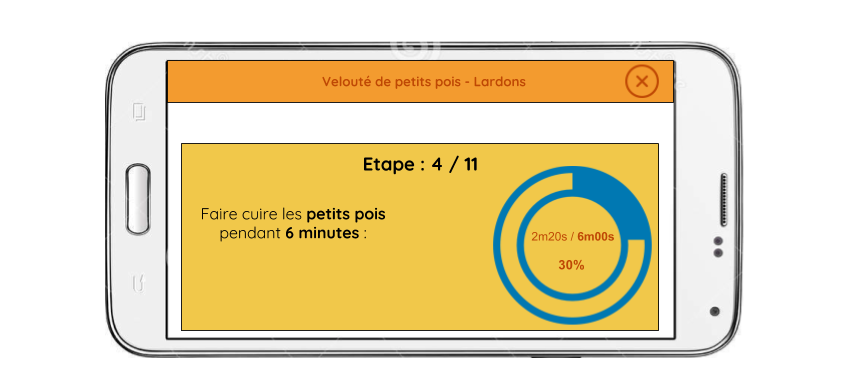 Velouté de petits pois - Lardons
Etape : 4 / 11
Faire cuire les petits pois
pendant 6 minutes :
2m20s / 6m00s
30%